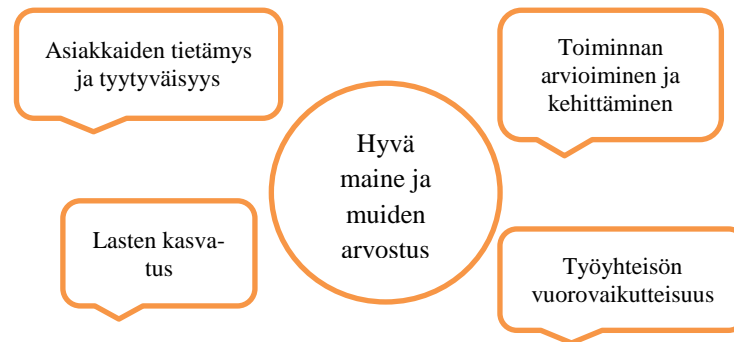 Asiakkaiden tietämys
ja tyytyväisyys
Toiminnan
arvioiminen ja
kehittäminen
Hyvä
maine ja
muiden
arvostus
Lasten kasva-
tus
Työyhteisön
vuorovaikutteisuus